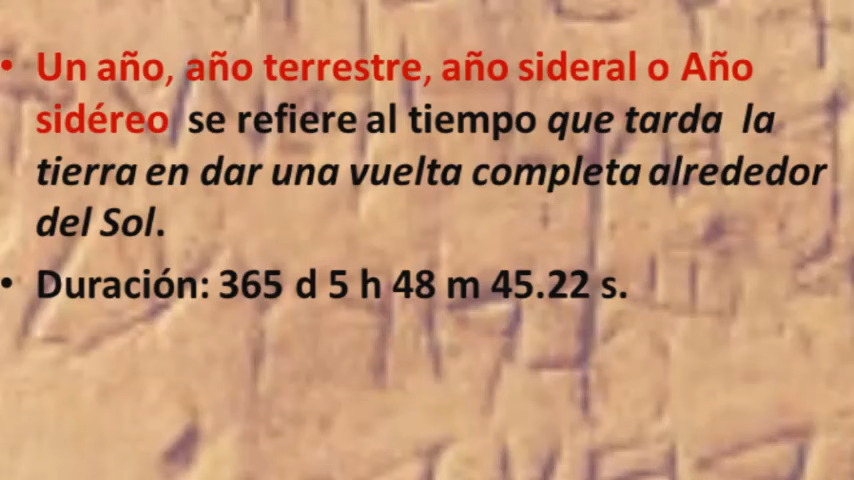 • Un año, año terrestre, año sideral o Año
sidéreo se refiere al tiempo que tarda la
tierra en dar una vuelta completa alrededor
del Sol.
• Duración: 365 d 5 h 48 m 45.22 s.